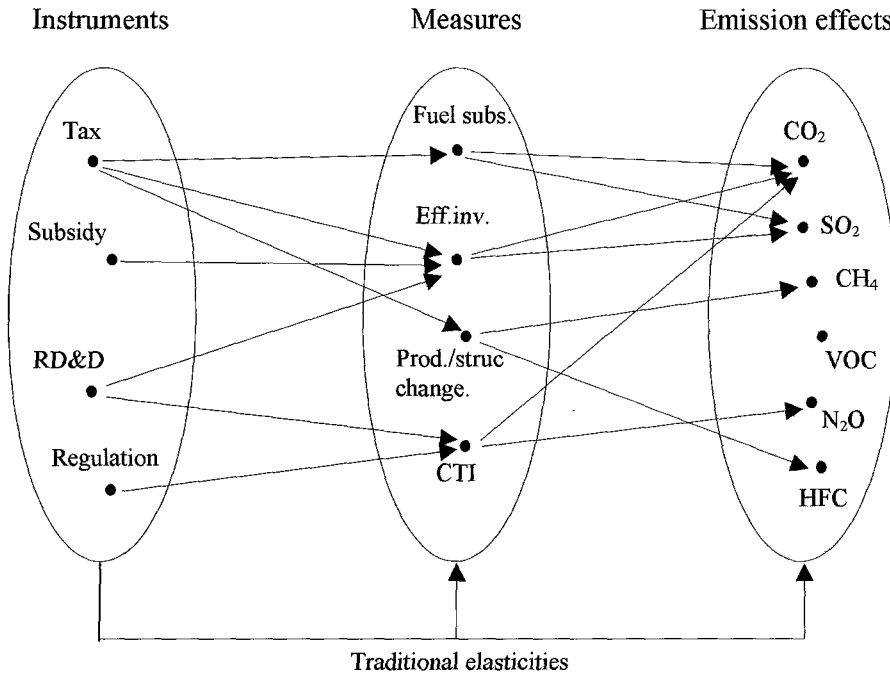 Instruments
Measures
Emission effects
Tax
Subsidy
RD&D
Regulation
Fuel subs.
Eff.inv.
Prod./struc
change.
CTI
CO₂
SO₂
CH₄
VOC
N₂O
HFC
Traditional elasticities